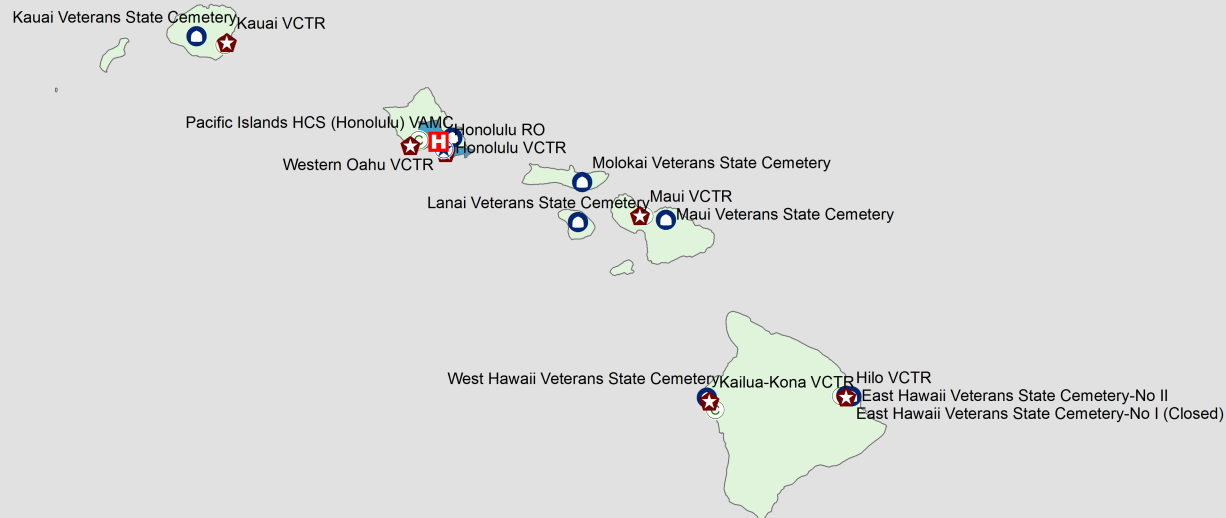 Kauai Veterans State Cemetery
Kauai VCTR
Pacific Islands HCS (Honolulu) VAMC
Honolulu RO
H
C
Honolulu VCTR
Western Oahu VCTR
Molokai Veterans State Cemetery
Lanai Veterans State Cemetery
Maui VCTR
Maui Veterans State Cemetery
West Hawaii Veterans State Cemetery
Kailua-Kona VCTR
Hilo VCTR
East Hawaii Veterans State Cemetery-No II
C
East Hawaii Veterans State Cemetery-No I (Closed)